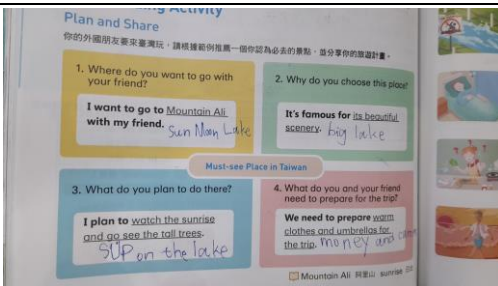 Activity
Plan and Share
你的外國朋友要來臺灣玩，請根據範例推薦一個你認為必去的景點，並分享你的旅遊計畫。
1. Where do you want to go with
your friend?
I want to go to Mountain Ali
with my friend.
Sun Moon Lake
2. Why do you choose this place?
It's famous for its beautiful
scenery.
big lake
Must-see Place in Taiwan
3. What do you plan to do there?
I plan to watch the sunrise
and go see the tall trees.
SUP on the lake
4. What do you and your friend
need to prepare for the trip?
We need to prepare warm
clothes and umbrellas for
the trip.
money and
Mountain Ali 阿里山 sunrise